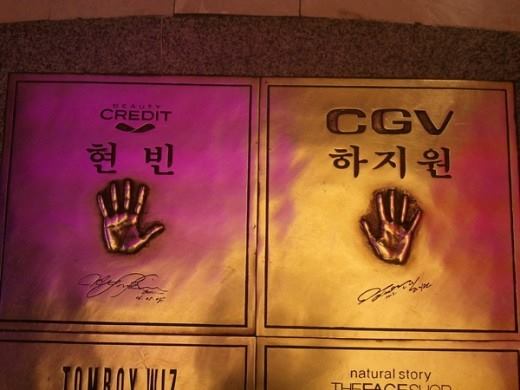 BEAUTY
CREDIT
현 빈
CGV
하지원
TOMBOY WIZ
natural story
THEFACESHOP